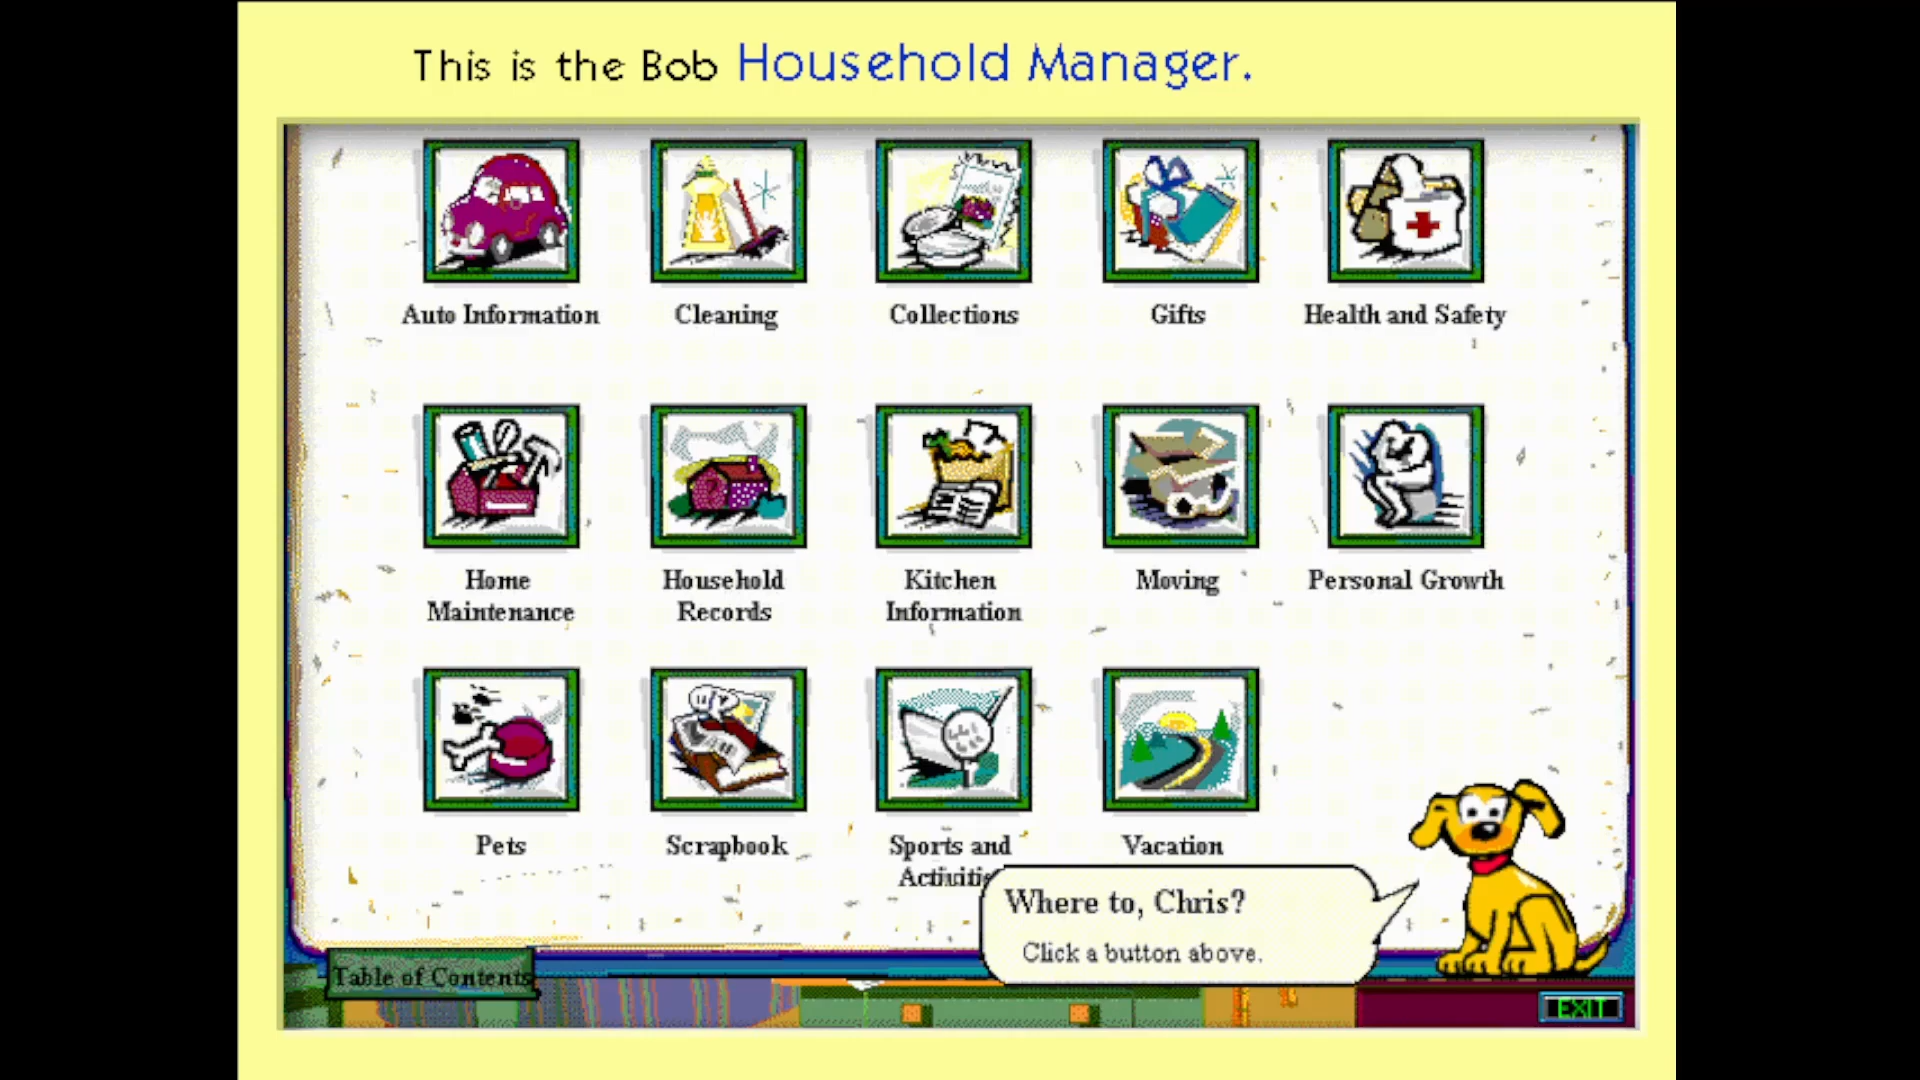 This is the Bob Household Manager.
Auto Information
Cleaning
Collections
Gifts
Health and Safety
Home
Maintenance
Household
Records
Kitchen
Information
Moving
Personal Growth
Pets
Scrapbook
Sports and
Vacation
Where to, Chris?
Click a button above.
Table of Contents
EXIT